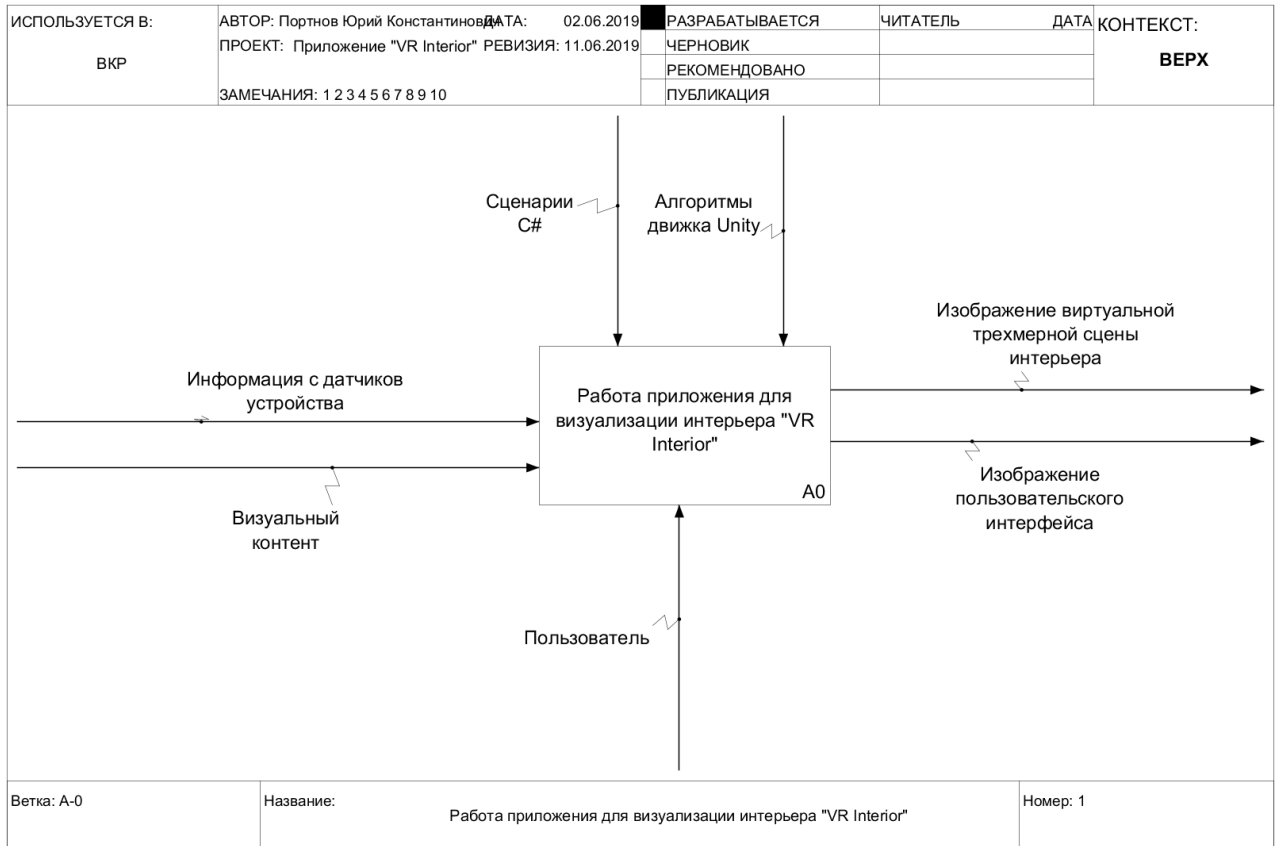 ИСПОЛЬЗУЕТСЯ В:
ВКР
АВТОР: Портнов Юрий Константинович
ДАТА: 02.06.2019
ПРОЕКТ: Приложение "VR Interior"
РЕВИЗИЯ: 11.06.2019
ЗАМЕЧАНИЯ: 1 2 3 4 5 6 7 8 9 10
РАЗРАБАТЫВАЕТСЯ
ЧЕРНОВИК
РЕКОМЕНДОВАНО
ПУБЛИКАЦИЯ
ЧИТАТЕЛЬ
ДАТА
КОНТЕКСТ:
ВЕРХ
Сценарии
C#
Алгоритмы
движка Unity
Изображение виртуальной
трехмерной сцены
интерьера
Информация с датчиков
устройства
Работа приложения для
визуализации интерьера "VR
Interior"
A0
Изображение
пользовательского
интерфейса
Визуальный
контент
Пользователь
Ветка: A-0
Название:
Работа приложения для визуализации интерьера "VR Interior"
Номер: 1